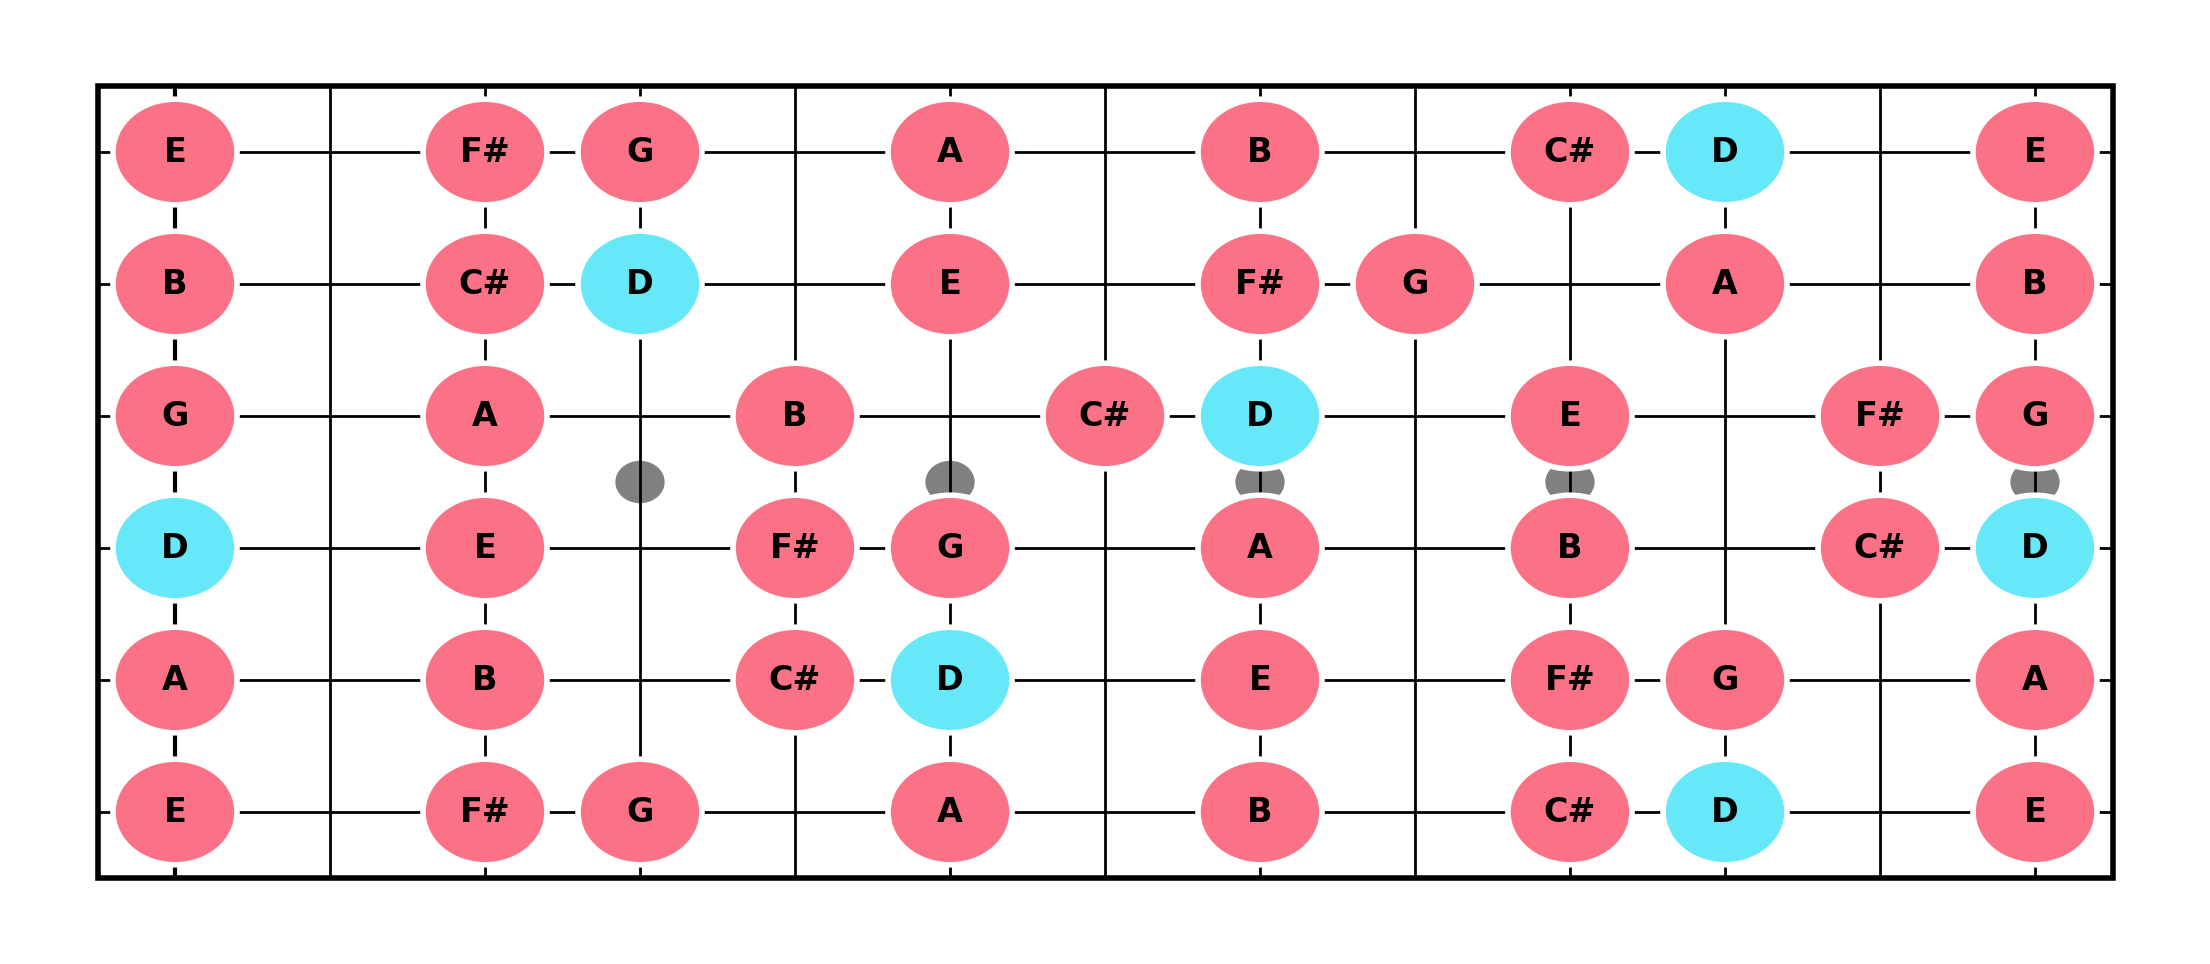 E F# G A B C# D E
B C# D E F# G A B
G A B C# D E F# G
D E F# G A B C# D
A B C# D E F# G A
E F# G A B C# D E